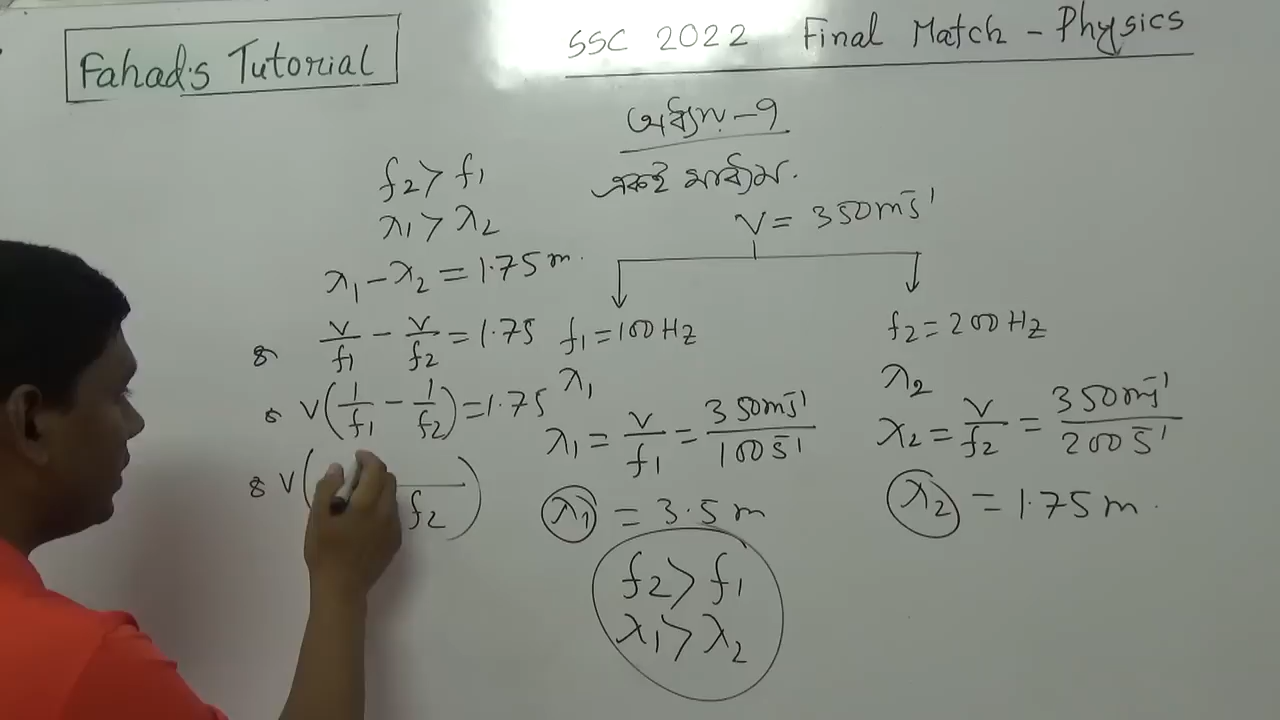 Fahad's Tutorial
SSC 2022 Final Match - Physics
অধ্যায়-9
একই মাধ্যম.
V = 350 ms⁻¹
f₂ > f₁
λ₁ > λ₂
λ₁ - λ₂ = 1.75 m.
v/f₁ - v/f₂ = 1.75
V(1/f₁ - 1/f₂) = 1.75
V( f₂ )
f₁ = 100 Hz
λ₁
λ₁ = v/f₁ = 350 ms⁻¹/100 s⁻¹
λ₁ = 3.5 m
f₂ = 200 Hz
λ₂
λ₂ = v/f₂ = 350 ms⁻¹/200 s⁻¹
λ₂ = 1.75 m.
f₂ > f₁
λ₁ > λ₂